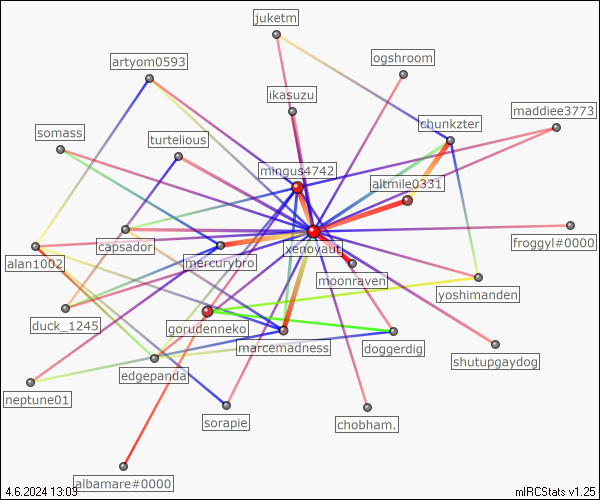 juketm
artyom0593
ogshroom
ikasuzu
maddiee3773
chunkzter
somass
turtelious
mingus4742
altmile0331
capsador
xenoyaut
froggyl#0000
mercurybro
alan1002
moonraven
yoshimanden
duck_1245
gorudenneko
marcemadness
doggerdig
shutupgaydog
edgepanda
neptune01
sorapie
chobham.
albamare#0000
4.6.2024 13:09
mIRCStats v1.25